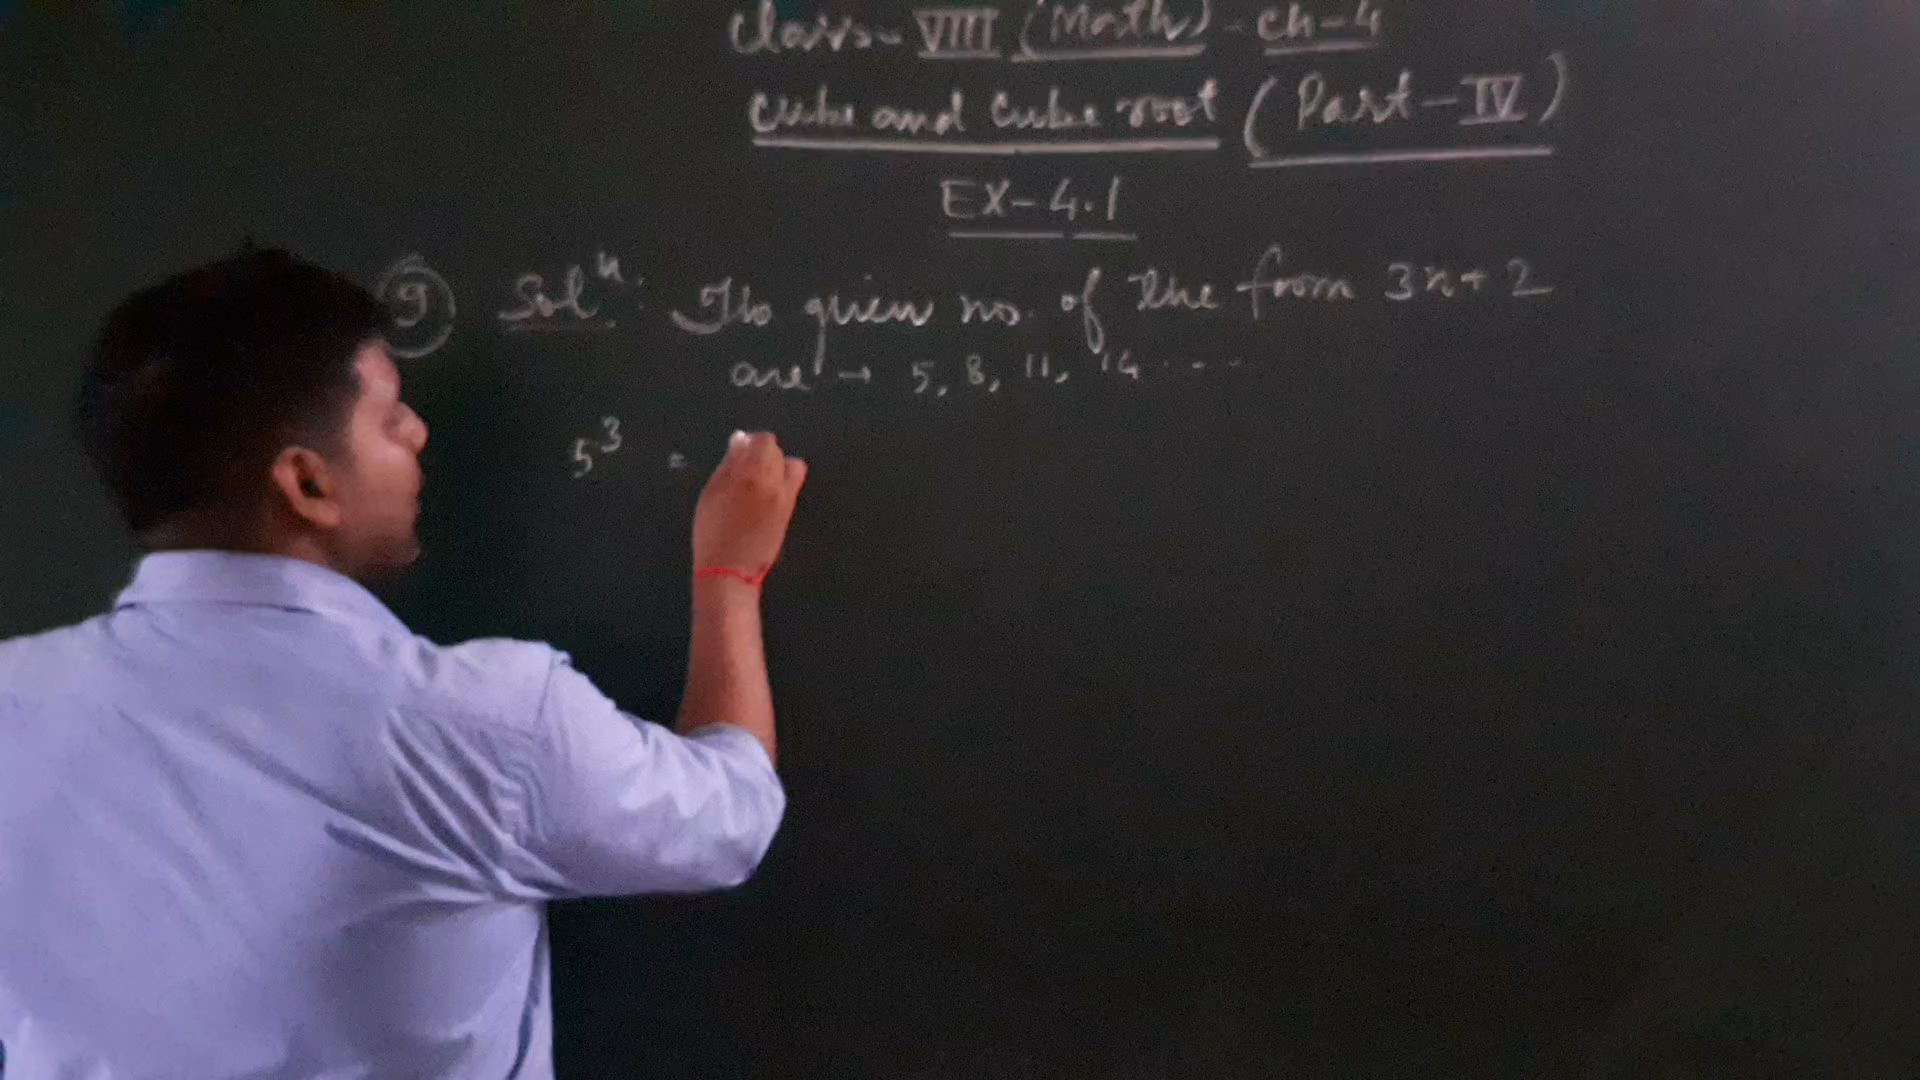 Class-VIII (Math) - Ch-4
Cube and Cube root (Part-IV)
EX-4.1
9 Solⁿ: The given no. of the from 3n+2
are → 5, 8, 11, 14 ....
5³ =